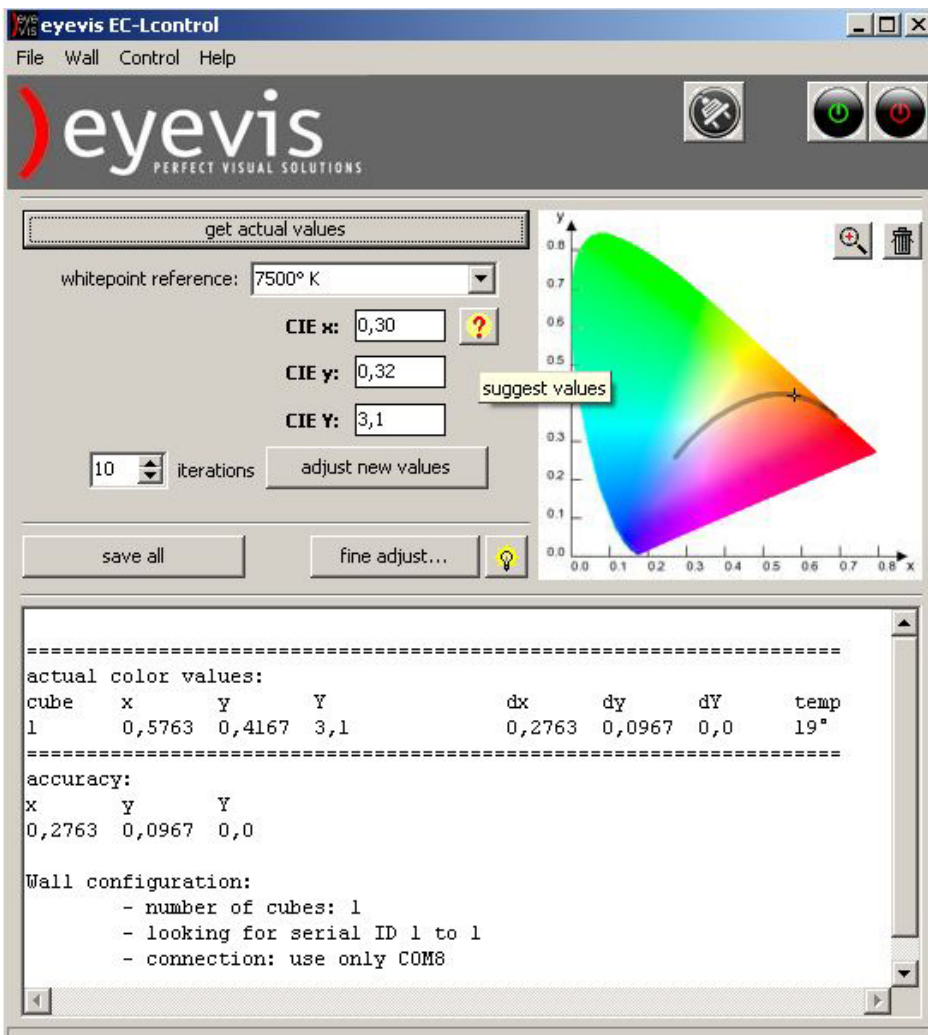 eye
vis
eyevis EC-Lcontrol
File Wall Control Help
eyevis
PERFECT VISUAL SOLUTIONS
get actual values
whitepoint reference: 7500° K
CIE x: 0,30 ?
CIE y: 0,32
suggest values
CIE Y: 3,1
10 iterations adjust new values
save all fine adjust...
y
0.8
0.7
0.6
0.5
0.3
0.2
0.1
0.0
0.0 0.1 0.2 0.3 0.4 0.5 0.6 0.7 0.8 x
=====================================================================
actual color values:
cube x y Y dx dy dY temp
1 0,5763 0,4167 3,1 0,2763 0,0967 0,0 19°
=====================================================================
accuracy:
x y Y
0,2763 0,0967 0,0
Wall configuration:
- number of cubes: 1
- looking for serial ID 1 to 1
- connection: use only COM8